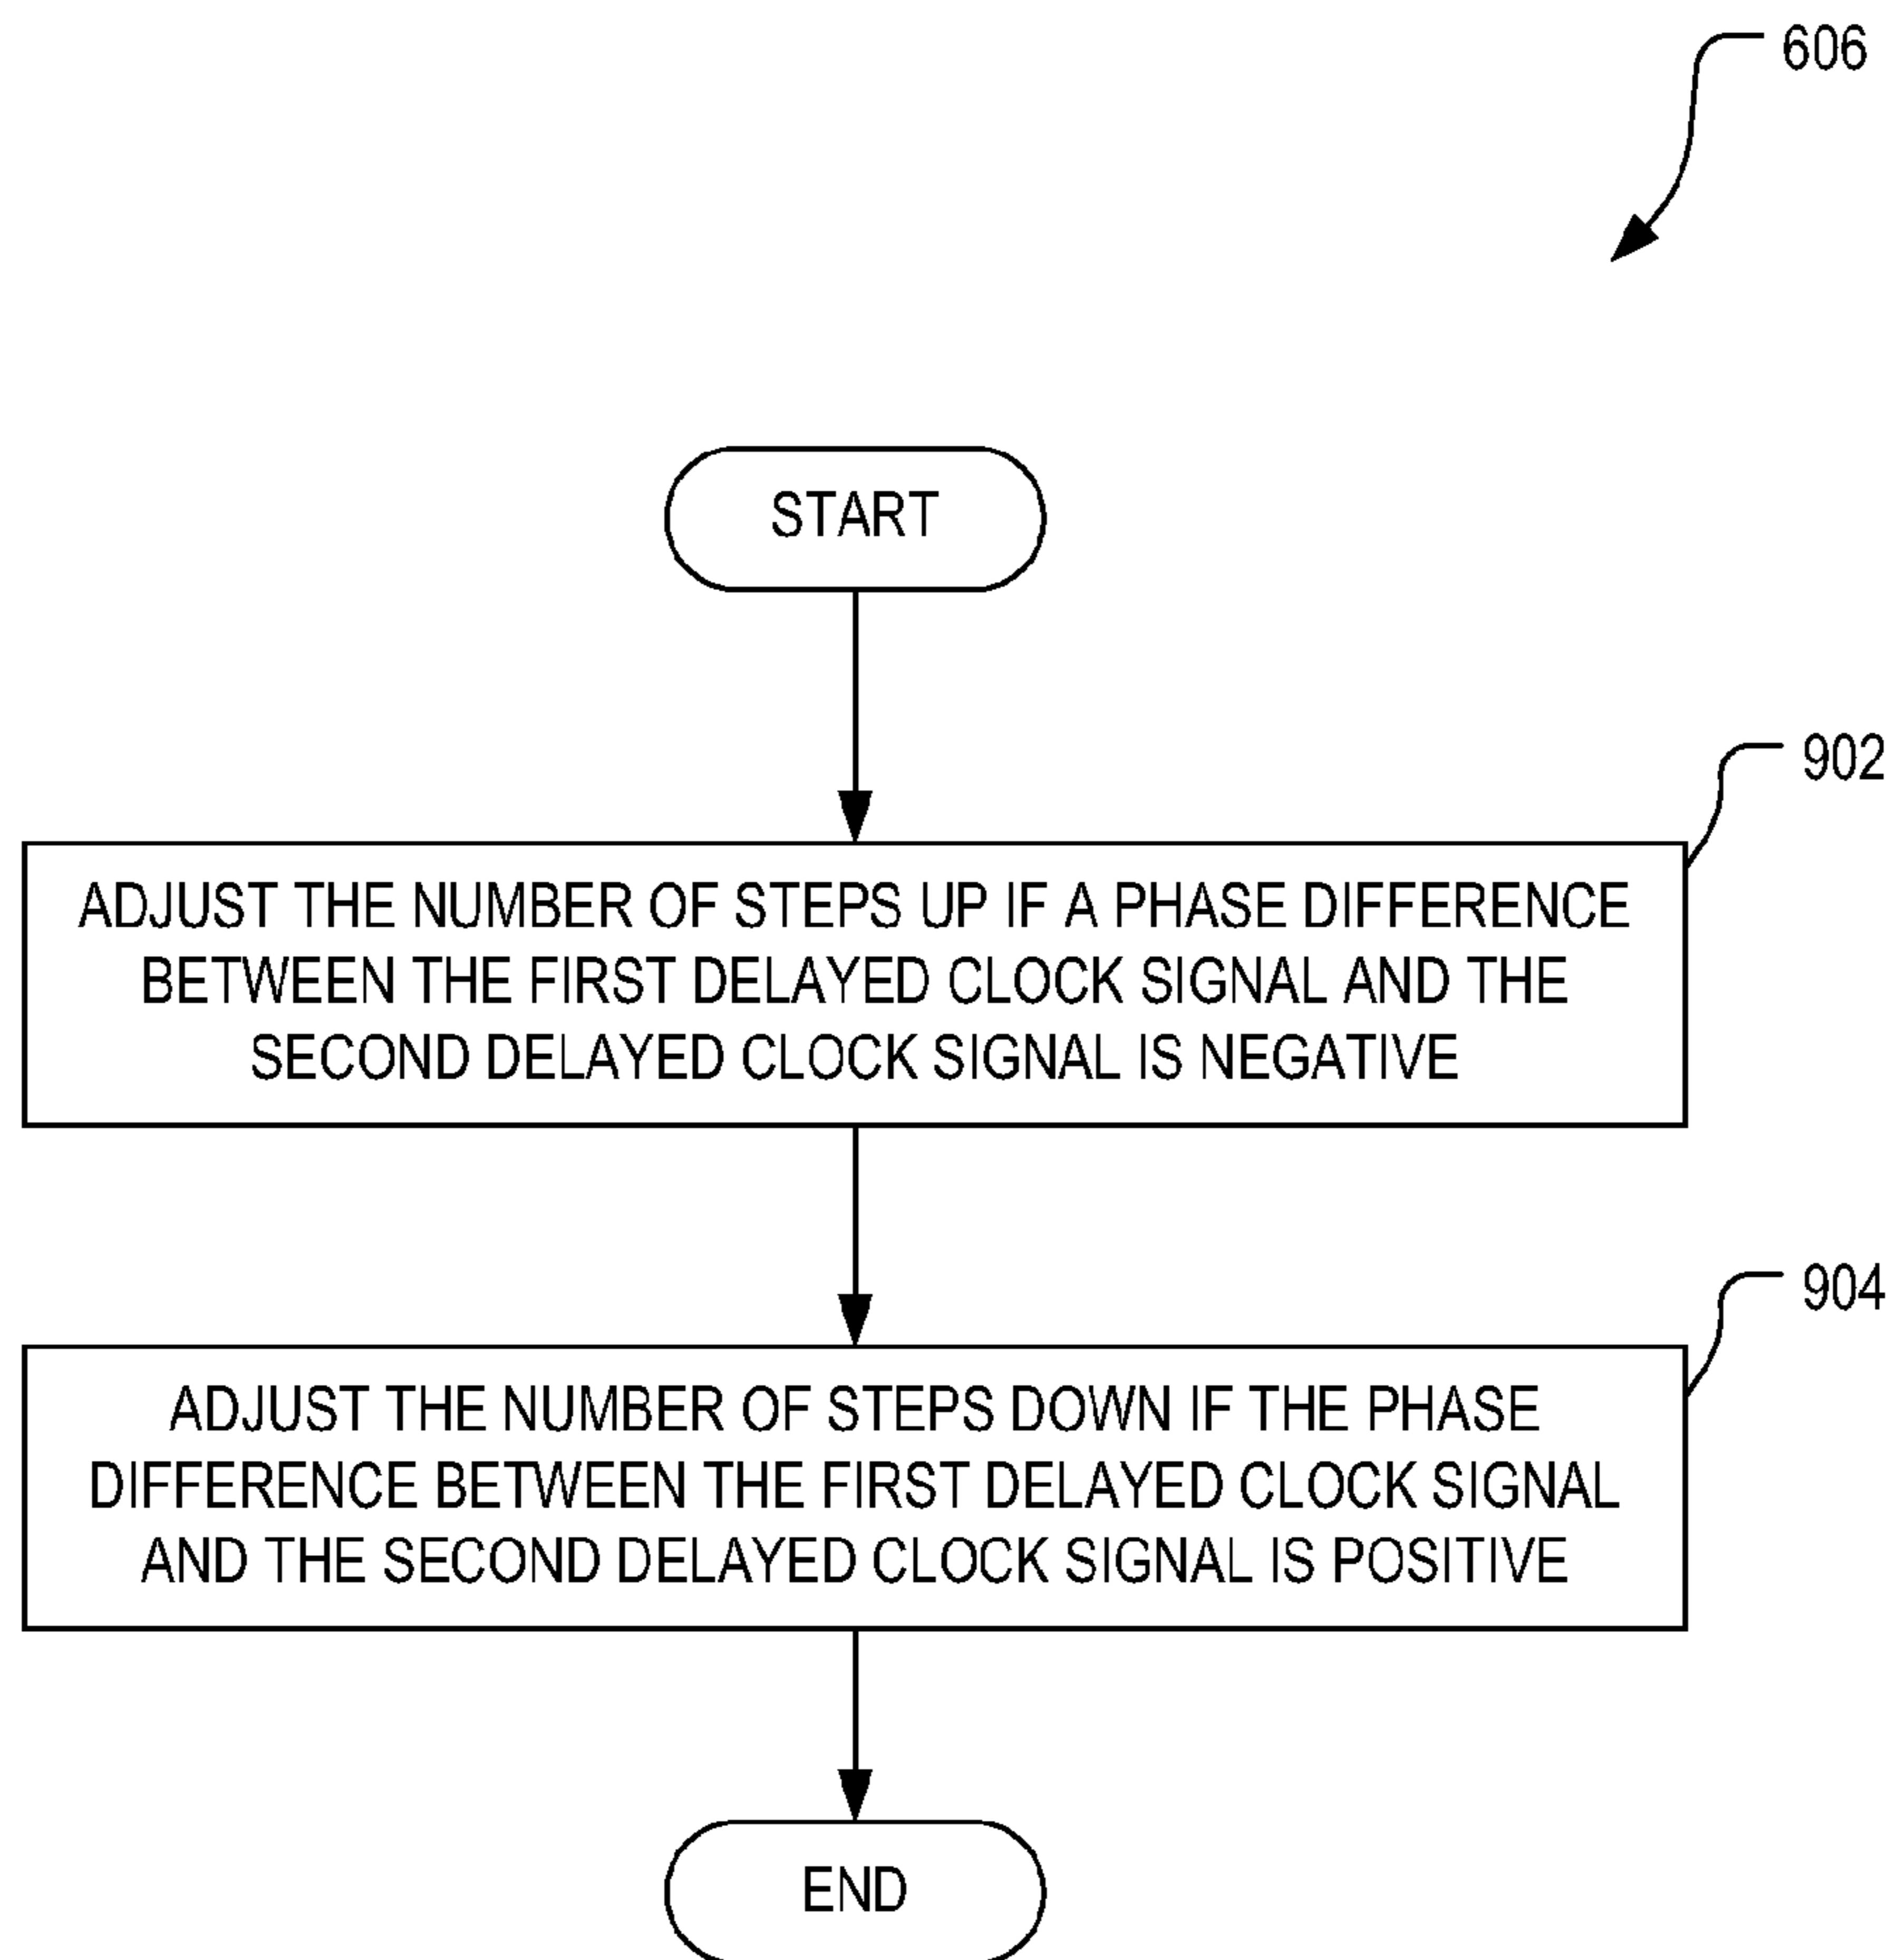 606
START
902
ADJUST THE NUMBER OF STEPS UP IF A PHASE DIFFERENCE
BETWEEN THE FIRST DELAYED CLOCK SIGNAL AND THE
SECOND DELAYED CLOCK SIGNAL IS NEGATIVE
904
ADJUST THE NUMBER OF STEPS DOWN IF THE PHASE
DIFFERENCE BETWEEN THE FIRST DELAYED CLOCK SIGNAL
AND THE SECOND DELAYED CLOCK SIGNAL IS POSITIVE
END